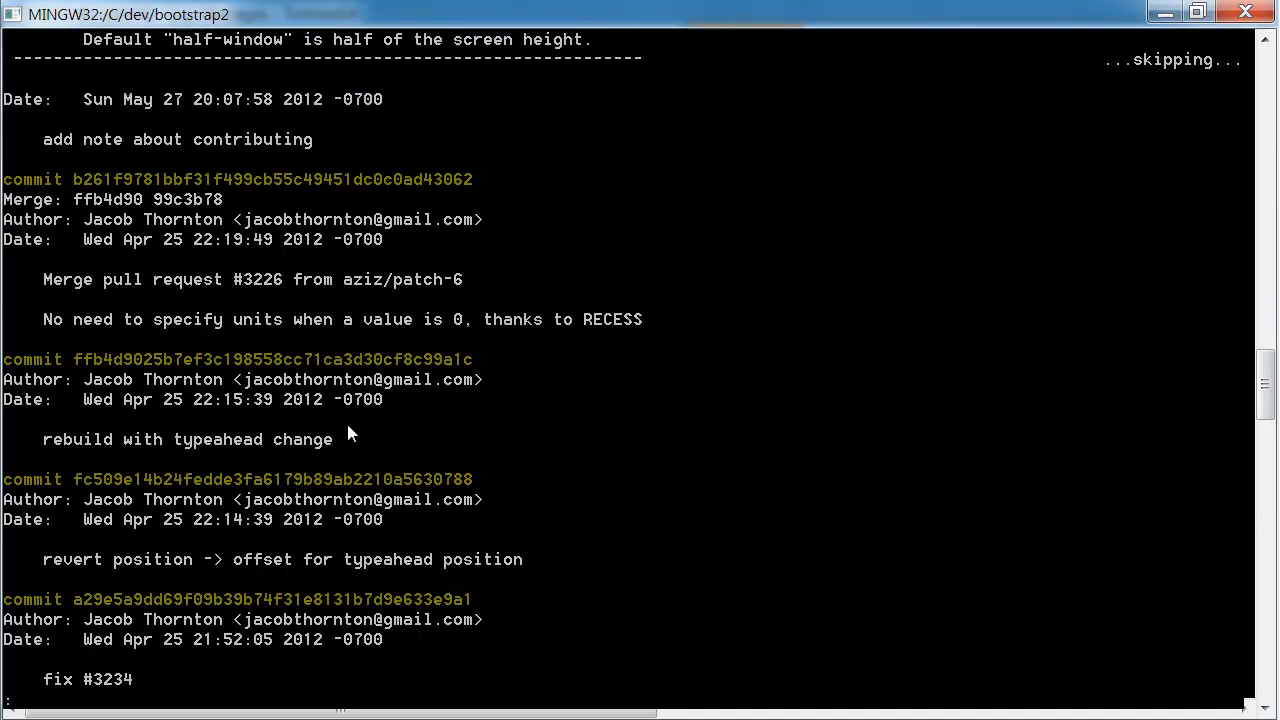 MINGW32:/C/dev/bootstrap2
Default "half-window" is half of the screen height.
---------------------------------------------------------------
...skipping...
Date:   Sun May 27 20:07:58 2012 -0700
add note about contributing
commit b261f9781bbf31f499cb55c49451dc0c0ad43062
Merge: ffb4d90 99c3b78
Author: Jacob Thornton <jacobthornton@gmail.com>
Date:   Wed Apr 25 22:19:49 2012 -0700
Merge pull request #3226 from aziz/patch-6
No need to specify units when a value is 0, thanks to RECESS
commit ffb4d9025b7ef3c198558cc71ca3d30cf8c99a1c
Author: Jacob Thornton <jacobthornton@gmail.com>
Date:   Wed Apr 25 22:15:39 2012 -0700
rebuild with typeahead change
commit fc509e14b24fedde3fa6179b89ab2210a5630788
Author: Jacob Thornton <jacobthornton@gmail.com>
Date:   Wed Apr 25 22:14:39 2012 -0700
revert position -> offset for typeahead position
commit a29e5a9dd69f09b39b74f31e8131b7d9e633e9a1
Author: Jacob Thornton <jacobthornton@gmail.com>
Date:   Wed Apr 25 21:52:05 2012 -0700
fix #3234
: